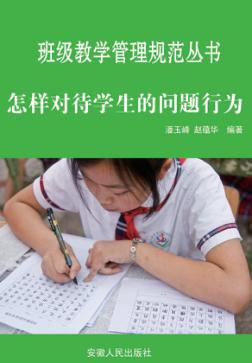 班级教学管理规范丛书
怎样对待学生的问题行为
潘玉峰 赵蕴华 编著
安徽人民出版社